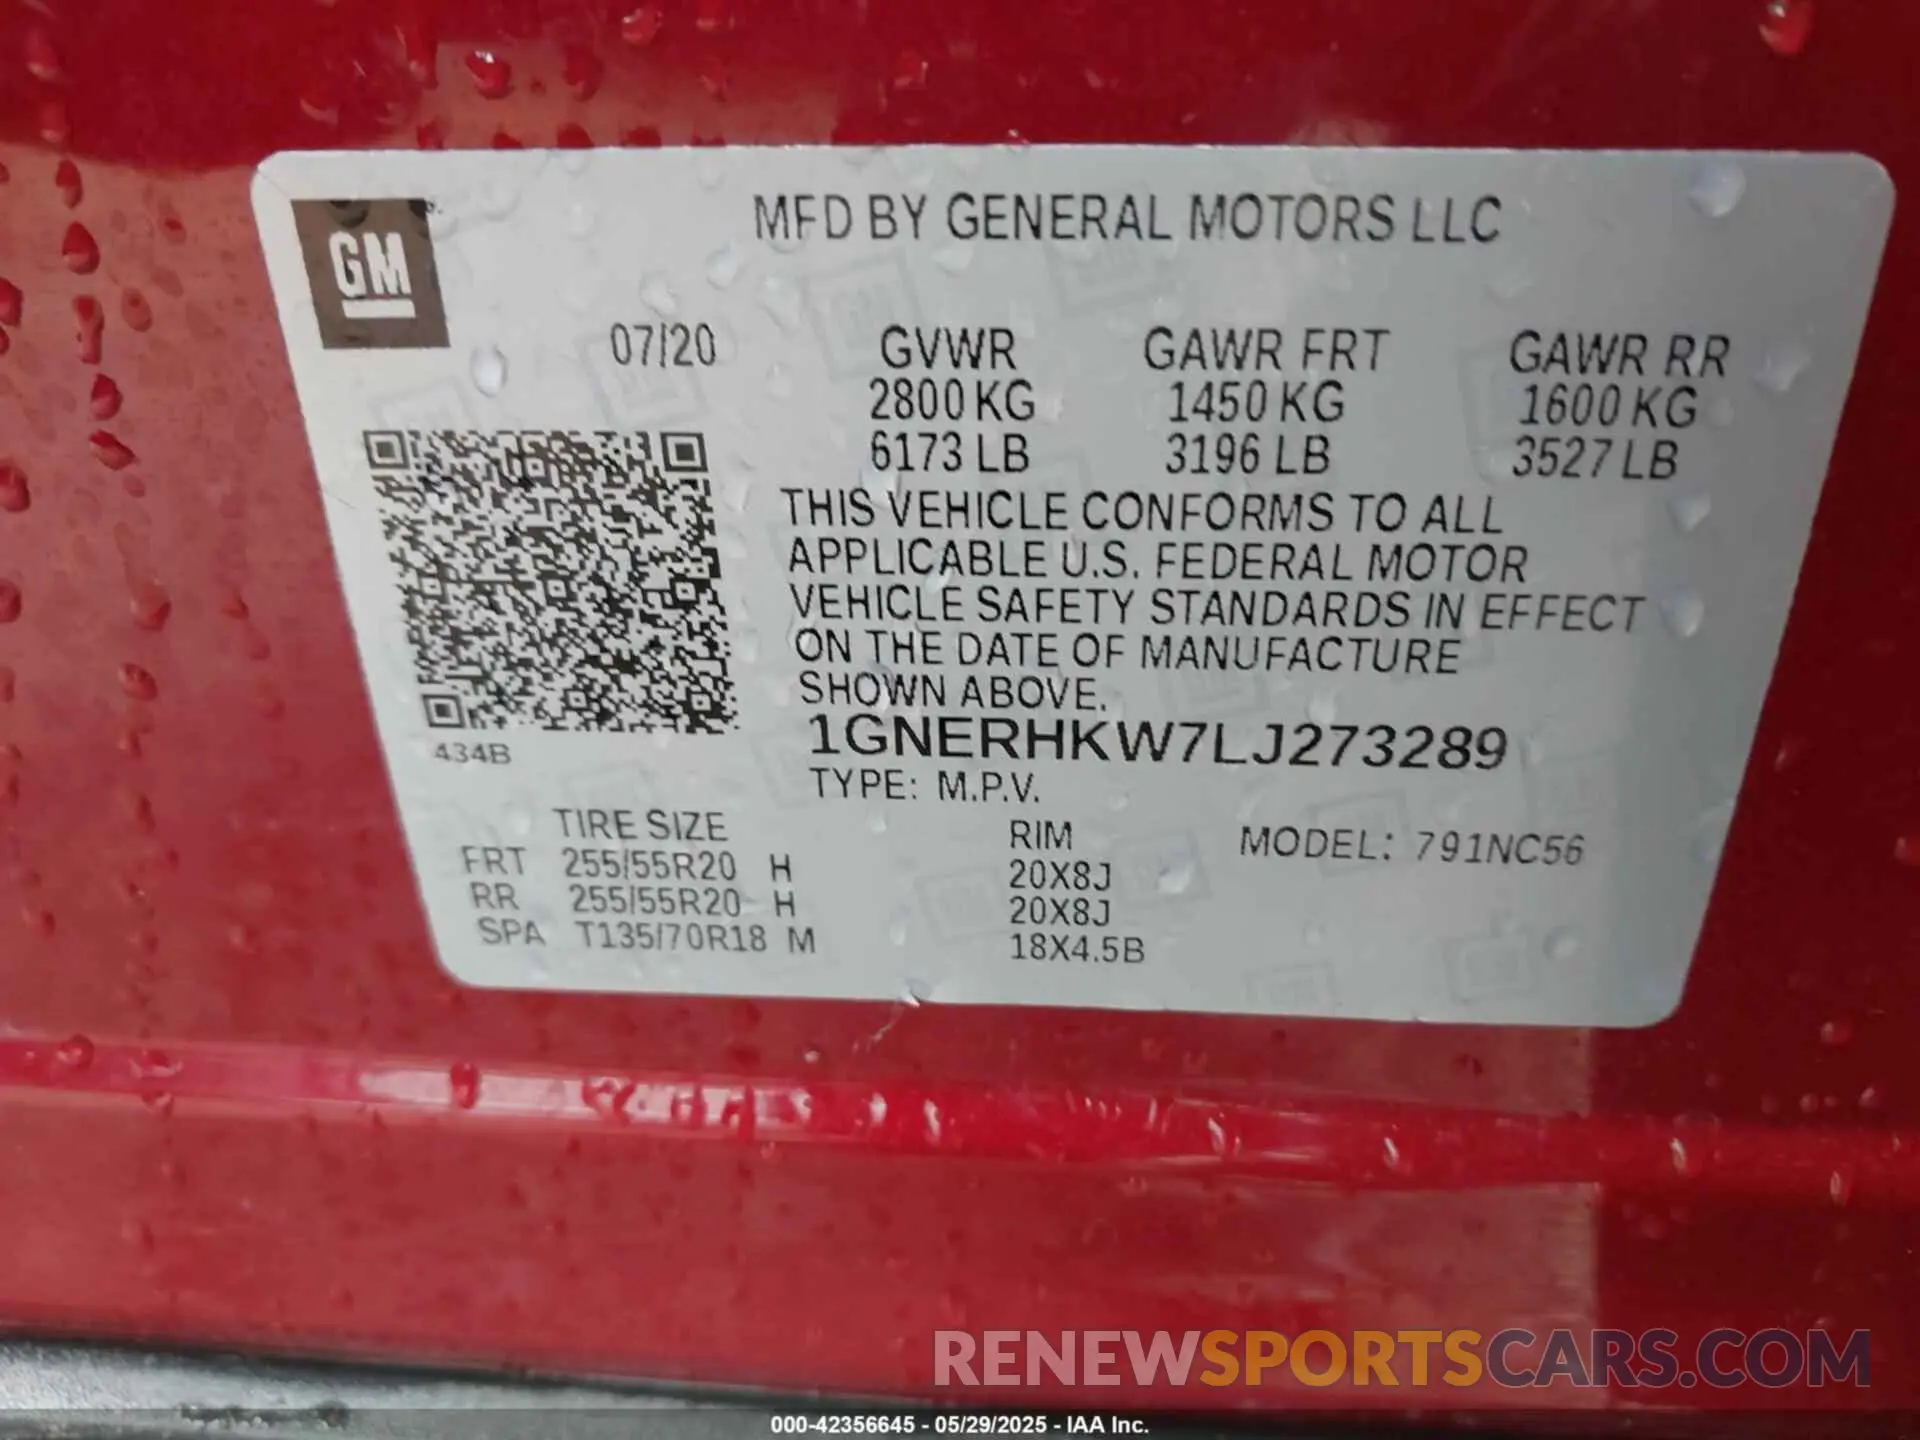 GM
MFD BY GENERAL MOTORS LLC
07/20
GVWR GAWR FRT GAWR RR
2800 KG 1450 KG 1600 KG
6173 LB 3196 LB 3527 LB
THIS VEHICLE CONFORMS TO ALL
APPLICABLE U.S. FEDERAL MOTOR
VEHICLE SAFETY STANDARDS IN EFFECT
ON THE DATE OF MANUFACTURE
SHOWN ABOVE.
1GNERHKW7LJ273289
434B
TYPE: M.P.V.
TIRE SIZE RIM MODEL: 791NC56
FRT 255/55R20 H 20X8J
RR 255/55R20 H 20X8J
SPA T135/70R18 M 18X4.5B
RENEWSPORTSCARS.COM
000-42356645 - 05/29/2025 - IAA Inc.